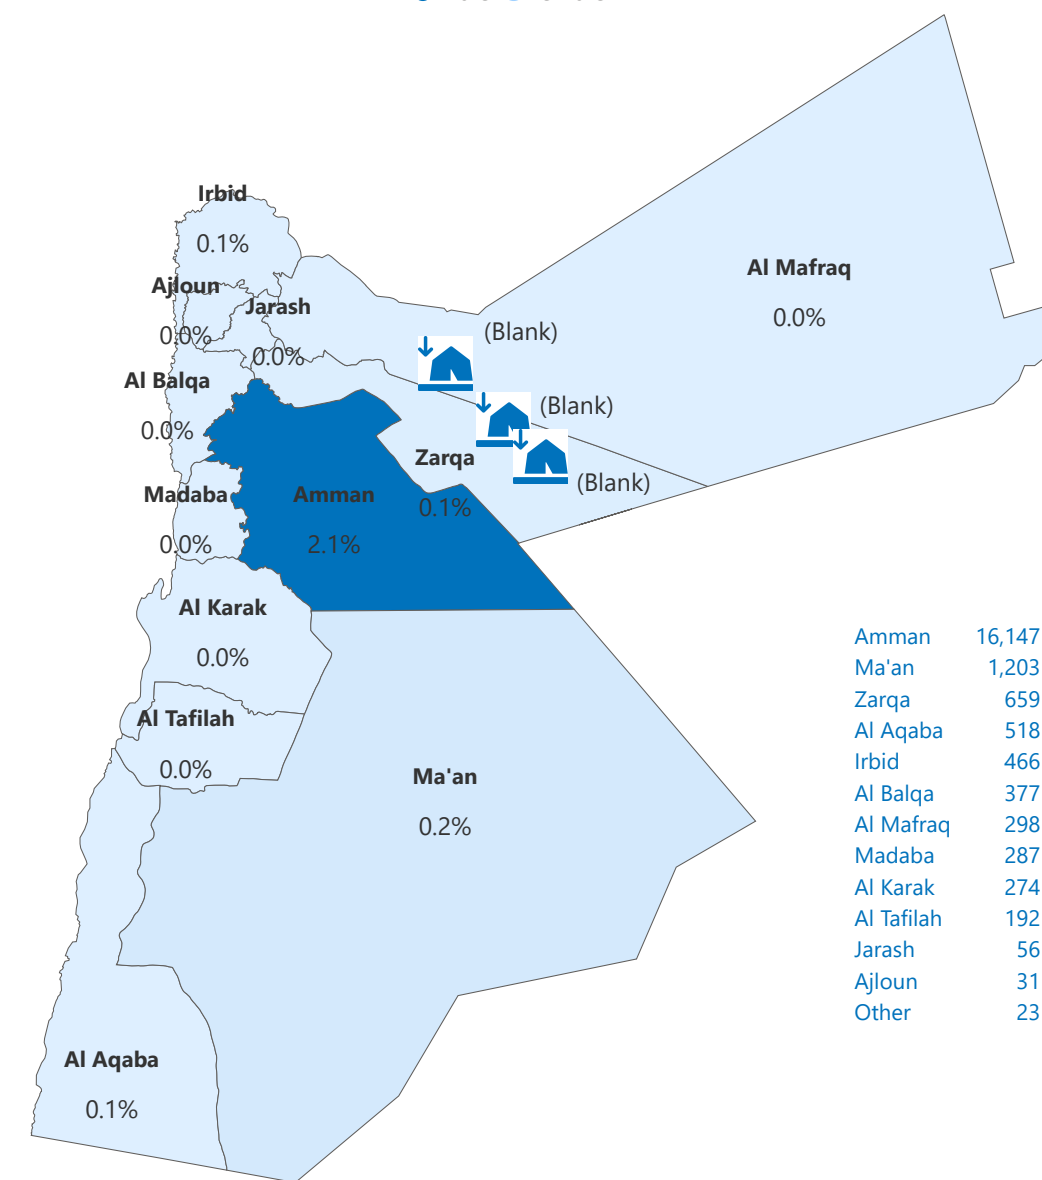 Irbid
0.1%
Ajloun
0.0%
Jarash
0.0%
Al Mafraq
0.0%
(Blank)
(Blank)
(Blank)
Al Balqa
0.0%
Zarqa
0.1%
Madaba
0.0%
Amman
2.1%
Al Karak
0.0%
Al Tafilah
0.0%
Ma'an
0.2%
Al Aqaba
0.1%
Amman 16,147
Ma'an 1,203
Zarqa 659
Al Aqaba 518
Irbid 466
Al Balqa 377
Al Mafraq 298
Madaba 287
Al Karak 274
Al Tafilah 192
Jarash 56
Ajloun 31
Other 23